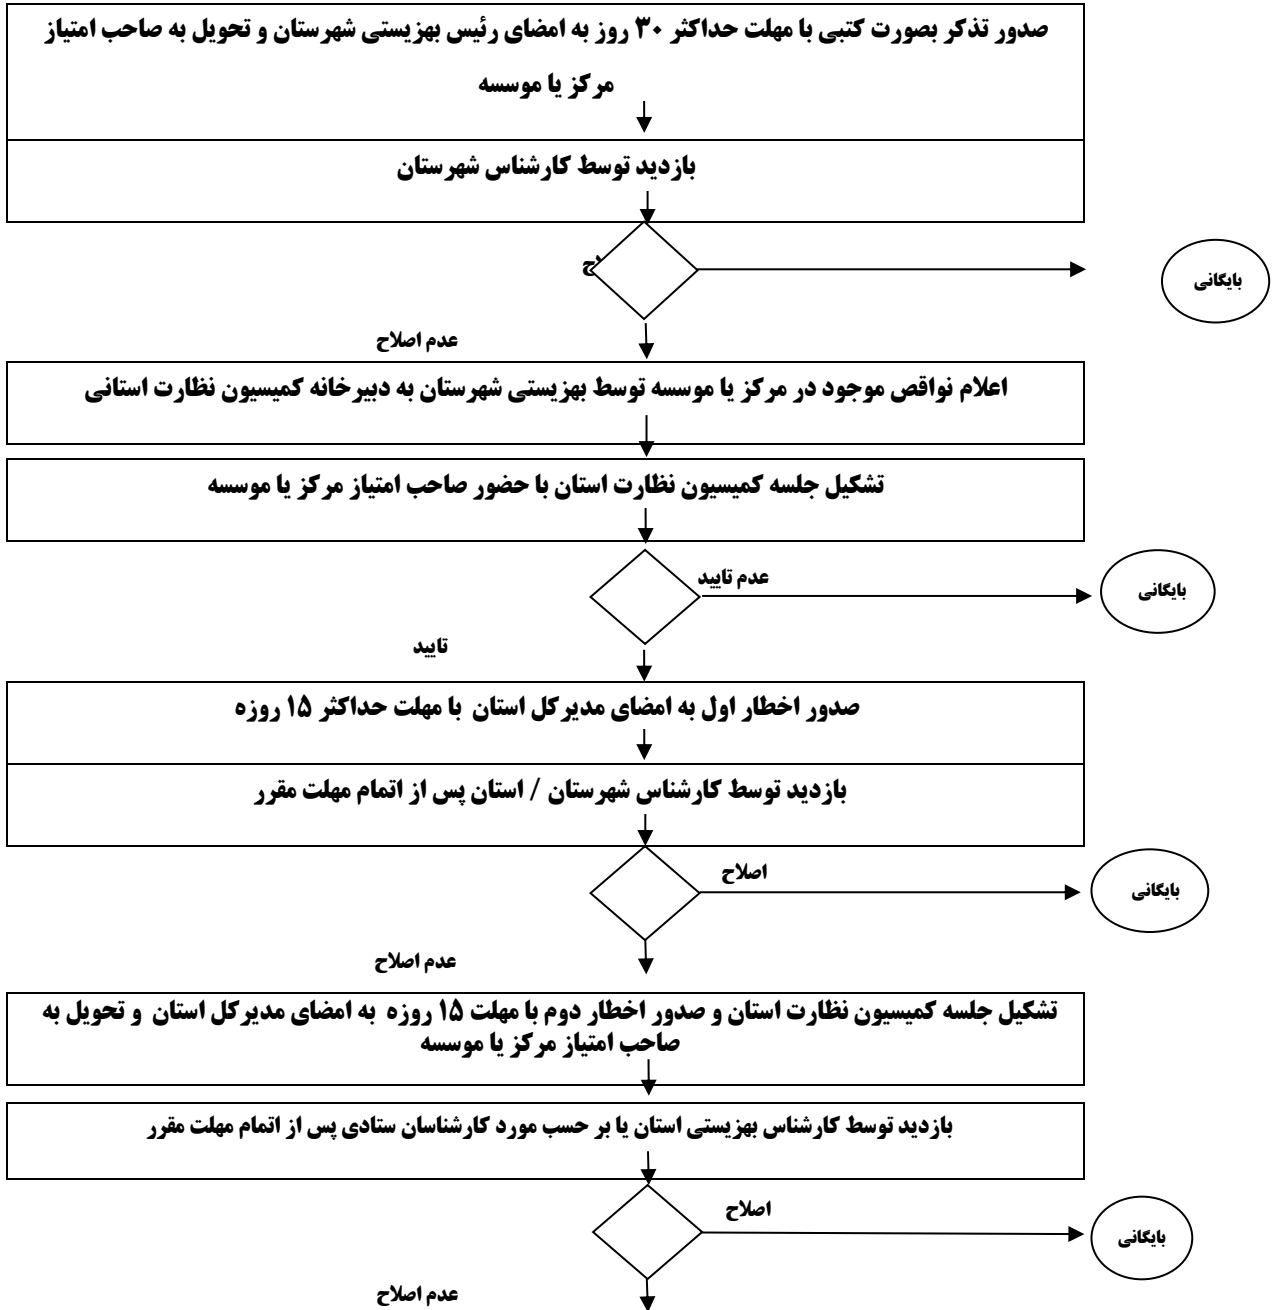 صدور تذکر بصورت کتبی با مهلت حداکثر ۳۰ روز به امضای رئیس بهزیستی شهرستان و تحویل به صاحب امتیاز
مرکز یا موسسه
بازدید توسط کارشناس شهرستان
بایگانی
عدم اصلاح
اعلام نواقص موجود در مرکز یا موسسه توسط بهزیستی شهرستان به دبیرخانه کمیسیون نظارت استانی
تشکیل جلسه کمیسیون نظارت استان با حضور صاحب امتیاز مرکز یا موسسه
عدم تایید
بایگانی
تایید
صدور اخطار اول به امضای مدیرکل استان با مهلت حداکثر ۱۵ روزه
بازدید توسط کارشناس شهرستان / استان پس از اتمام مهلت مقرر
اصلاح
بایگانی
عدم اصلاح
تشکیل جلسه کمیسیون نظارت استان و صدور اخطار دوم با مهلت ۱۵ روزه به امضای مدیرکل استان و تحویل به
صاحب امتیاز مرکز یا موسسه
بازدید توسط کارشناس بهزیستی استان یا بر حسب مورد کارشناسان ستادی پس از اتمام مهلت مقرر
اصلاح
بایگانی
عدم اصلاح